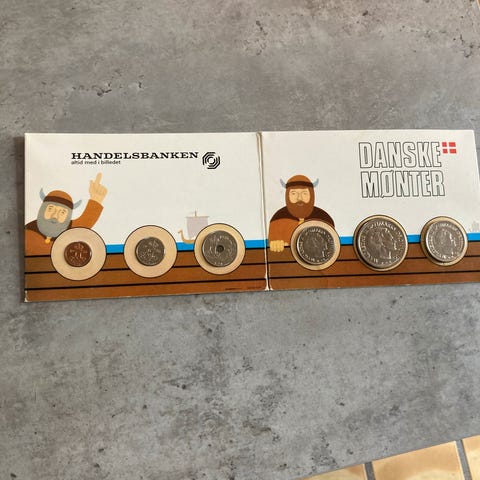 HANDELSBANKEN
altid med i billedet
DANSKE
MØNTER